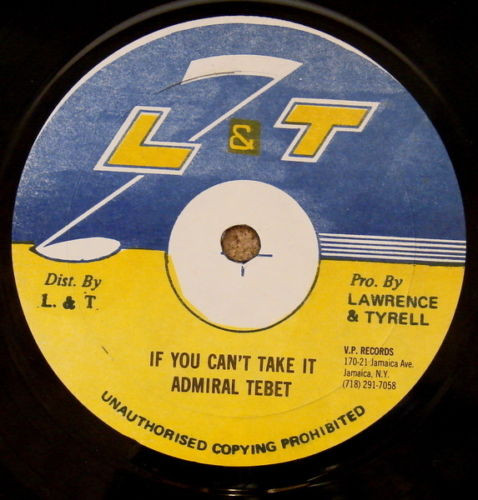 L & T
Dist. By
L. & T.
Pro. By
LAWRENCE
& TYRELL
IF YOU CAN'T TAKE IT
ADMIRAL TEBET
V.P. RECORDS
170-21 Jamaica Ave.
Jamaica, N.Y.
(718) 291-7058
UNAUTHORISED COPYING PROHIBITED